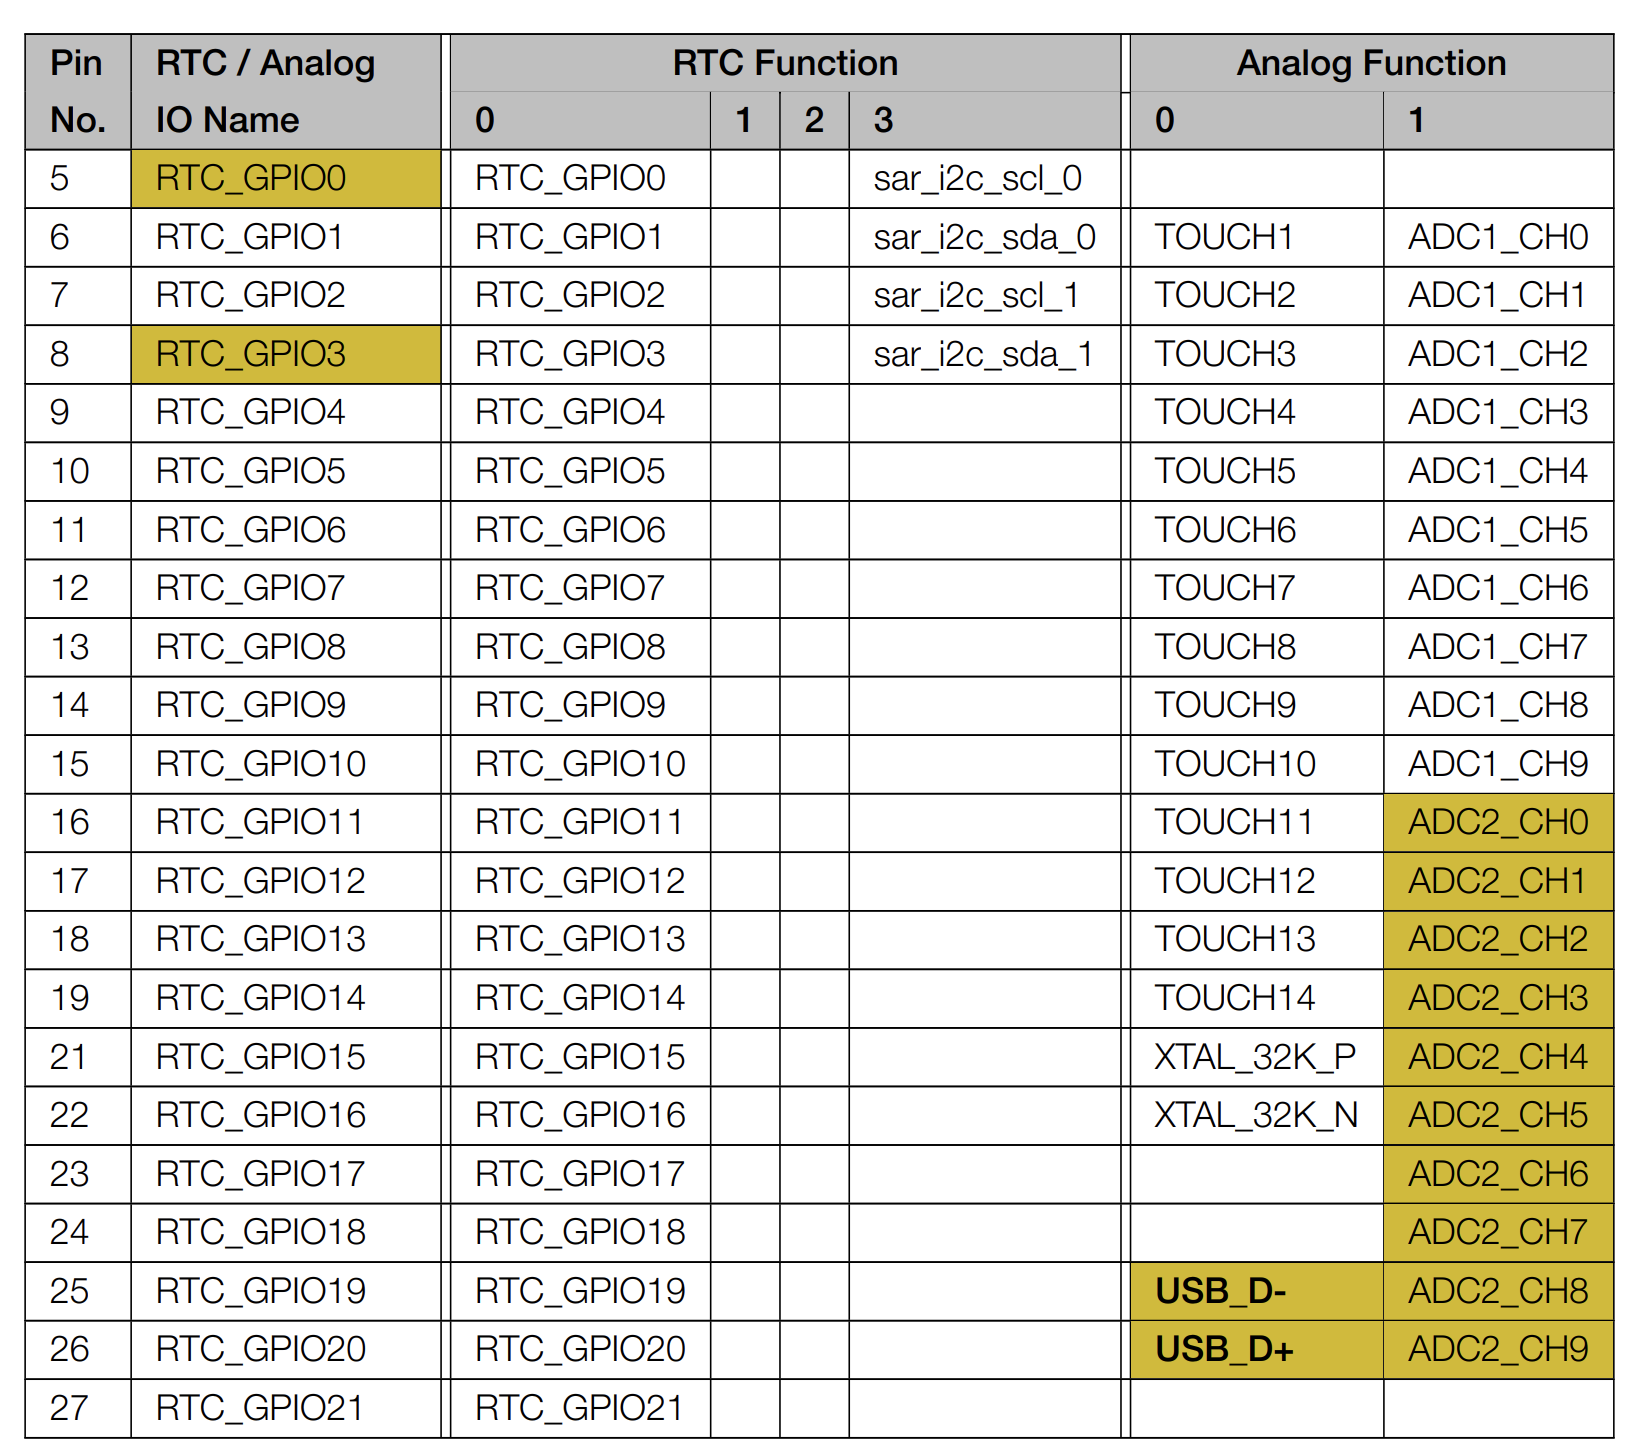 Pin RTC / Analog RTC Function Analog Function
No. IO Name 0 1 2 3 0 1
5 RTC_GPIO0 RTC_GPIO0 sar_i2c_scl_0
6 RTC_GPIO1 RTC_GPIO1 sar_i2c_sda_0 TOUCH1 ADC1_CH0
7 RTC_GPIO2 RTC_GPIO2 sar_i2c_scl_1 TOUCH2 ADC1_CH1
8 RTC_GPIO3 RTC_GPIO3 sar_i2c_sda_1 TOUCH3 ADC1_CH2
9 RTC_GPIO4 RTC_GPIO4 TOUCH4 ADC1_CH3
10 RTC_GPIO5 RTC_GPIO5 TOUCH5 ADC1_CH4
11 RTC_GPIO6 RTC_GPIO6 TOUCH6 ADC1_CH5
12 RTC_GPIO7 RTC_GPIO7 TOUCH7 ADC1_CH6
13 RTC_GPIO8 RTC_GPIO8 TOUCH8 ADC1_CH7
14 RTC_GPIO9 RTC_GPIO9 TOUCH9 ADC1_CH8
15 RTC_GPIO10 RTC_GPIO10 TOUCH10 ADC1_CH9
16 RTC_GPIO11 RTC_GPIO11 TOUCH11 ADC2_CH0
17 RTC_GPIO12 RTC_GPIO12 TOUCH12 ADC2_CH1
18 RTC_GPIO13 RTC_GPIO13 TOUCH13 ADC2_CH2
19 RTC_GPIO14 RTC_GPIO14 TOUCH14 ADC2_CH3
21 RTC_GPIO15 RTC_GPIO15 XTAL_32K_P ADC2_CH4
22 RTC_GPIO16 RTC_GPIO16 XTAL_32K_N ADC2_CH5
23 RTC_GPIO17 RTC_GPIO17 ADC2_CH6
24 RTC_GPIO18 RTC_GPIO18 ADC2_CH7
25 RTC_GPIO19 RTC_GPIO19 USB_D- ADC2_CH8
26 RTC_GPIO20 RTC_GPIO20 USB_D+ ADC2_CH9
27 RTC_GPIO21 RTC_GPIO21